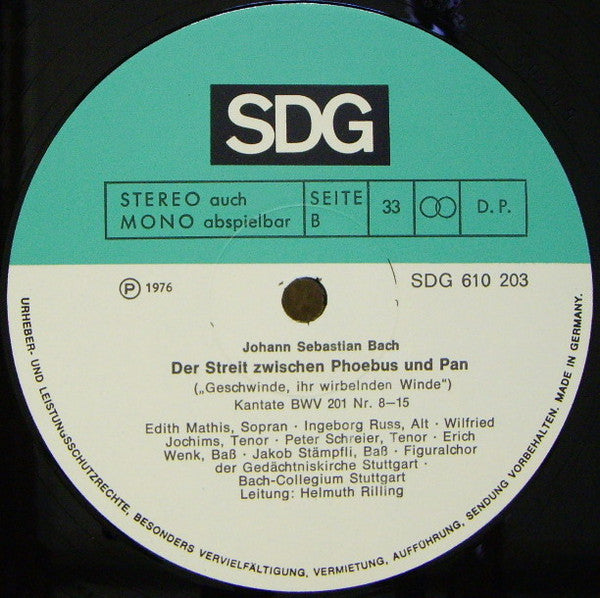 SDG
STEREO auch
MONO abspielbar
SEITE
B
33
D. P.
Ⓟ 1976
SDG 610 203
Johann Sebastian Bach
Der Streit zwischen Phoebus und Pan
(„Geschwinde, ihr wirbelnden Winde“)
Kantate BWV 201 Nr. 8–15
Edith Mathis, Sopran · Ingeborg Russ, Alt · Wilfried
Jochims, Tenor · Peter Schreier, Tenor · Erich
Wenk, Baß · Jakob Stämpfli, Baß · Figuralchor
der Gedächtniskirche Stuttgart ·
Bach-Collegium Stuttgart
Leitung: Helmuth Rilling
URHEBER- UND LEISTUNGSSCHUTZRECHTE, BESONDERS VERVIELFÄLTIGUNG, VERMIETUNG, AUFFÜHRUNG, SENDUNG VORBEHALTEN. MADE IN GERMANY.